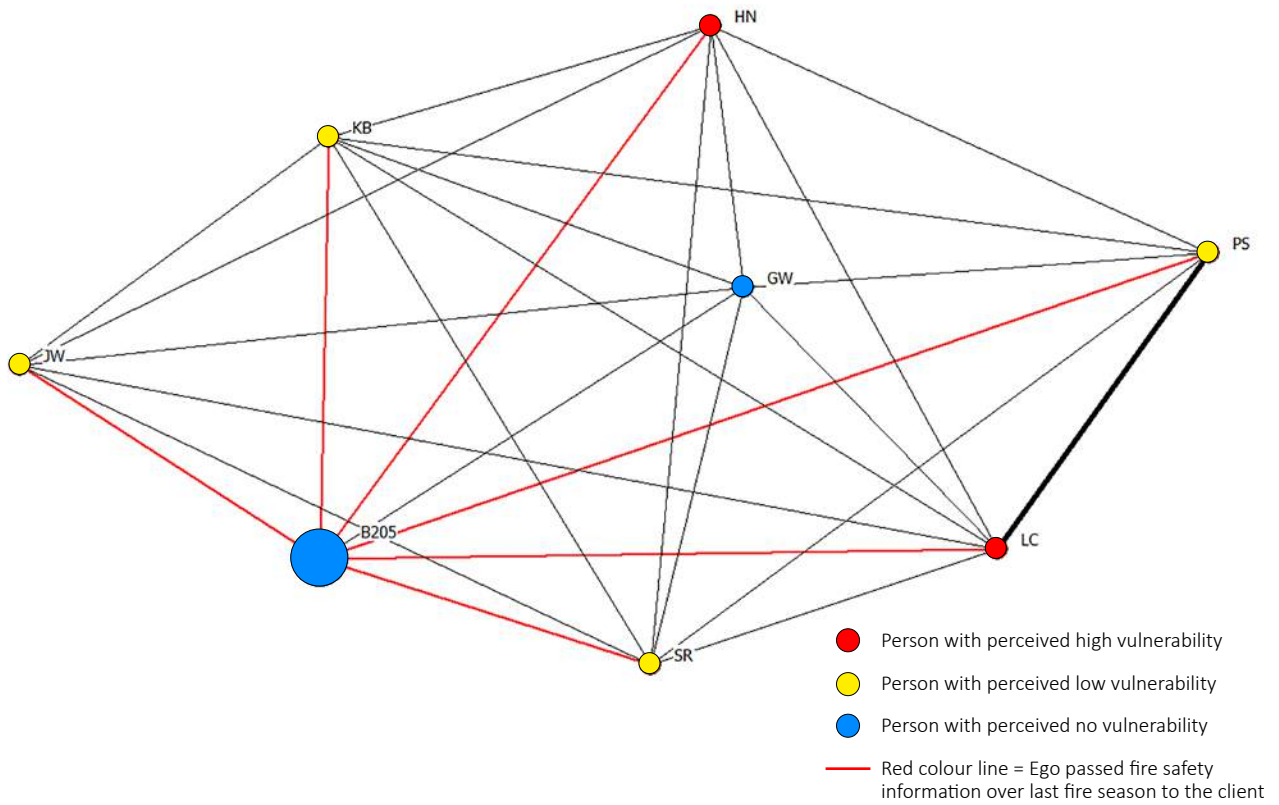 HN
KB
PS
GW
JW
B205
LC
SR
Person with perceived high vulnerability
Person with perceived low vulnerability
Person with perceived no vulnerability
Red colour line = Ego passed fire safety
information over last fire season to the client